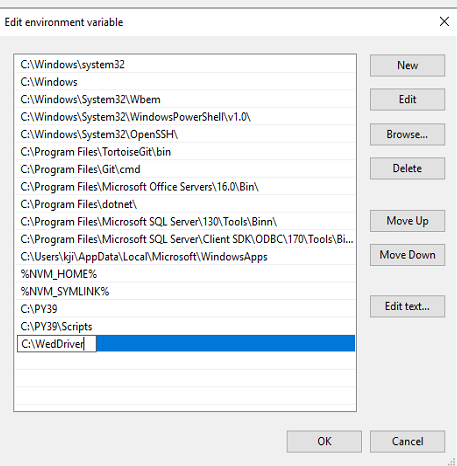 Edit environment variable
C:\Windows\system32
C:\Windows
C:\Windows\System32\Wbem
C:\Windows\System32\WindowsPowerShell\v1.0\
C:\Windows\System32\OpenSSH\
C:\Program Files\TortoiseGit\bin
C:\Program Files\Git\cmd
C:\Program Files\Microsoft Office Servers\16.0\Bin\
C:\Program Files\dotnet\
C:\Program Files\Microsoft SQL Server\130\Tools\Binn\
C:\Program Files\Microsoft SQL Server\Client SDK\ODBC\170\Tools\Bi...
C:\Users\kji\AppData\Local\Microsoft\WindowsApps
%NVM_HOME%
%NVM_SYMLINK%
C:\PY39
C:\PY39\Scripts
C:\WedDriver
New
Edit
Browse...
Delete
Move Up
Move Down
Edit text...
OK
Cancel